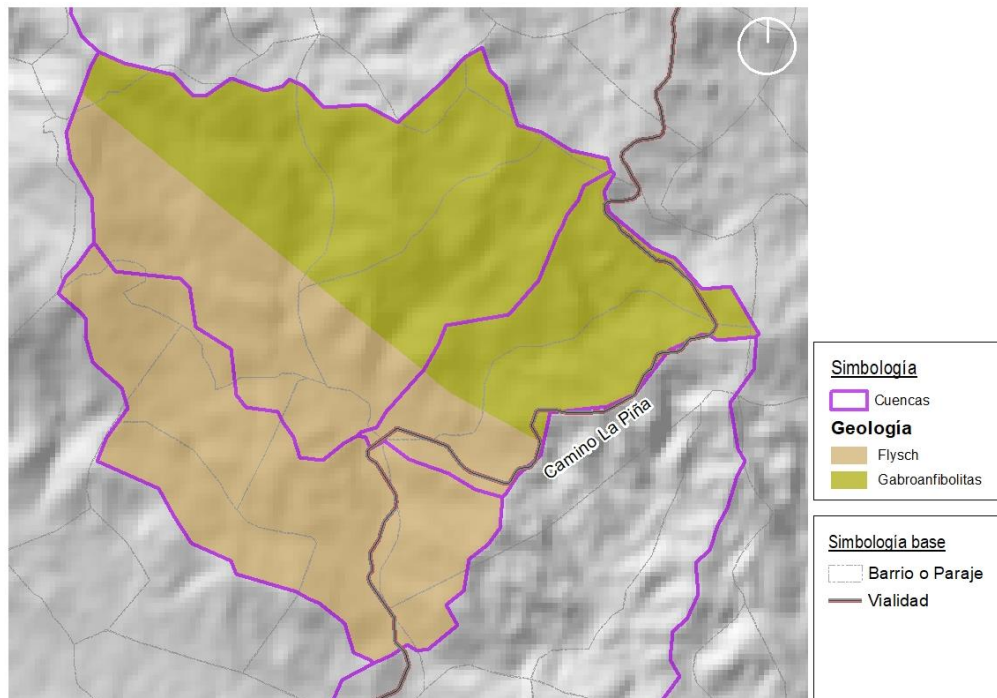 Camino La Piña
Simbología
Cuencas
Geología
Flysch
Gabroanfibolitas
Simbología base
Barrio o Paraje
Vialidad